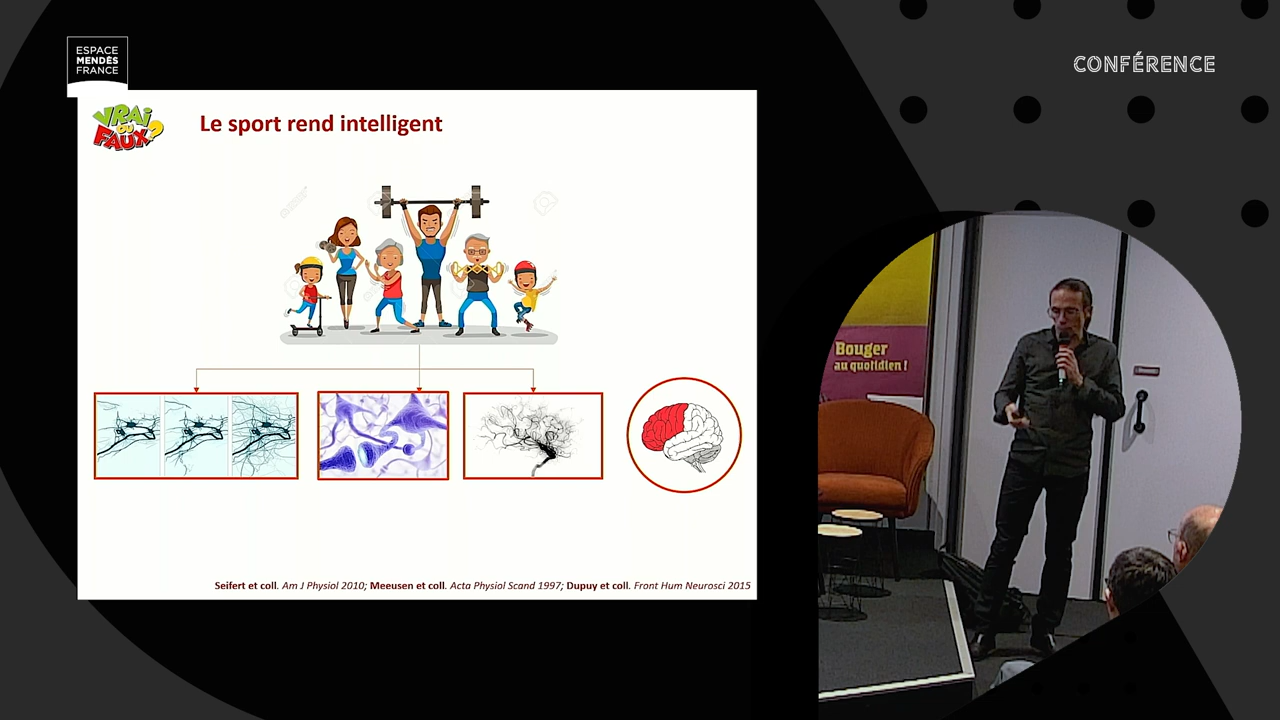 ESPACE
MENDÈS
FRANCE
CONFÉRENCE
VRAI
OU
FAUX?
Le sport rend intelligent
Seifert et coll. Am J Physiol 2010; Meeusen et coll. Acta Physiol Scand 1997; Dupuy et coll. Front Hum Neurosci 2015
Bouger
au quotidien !